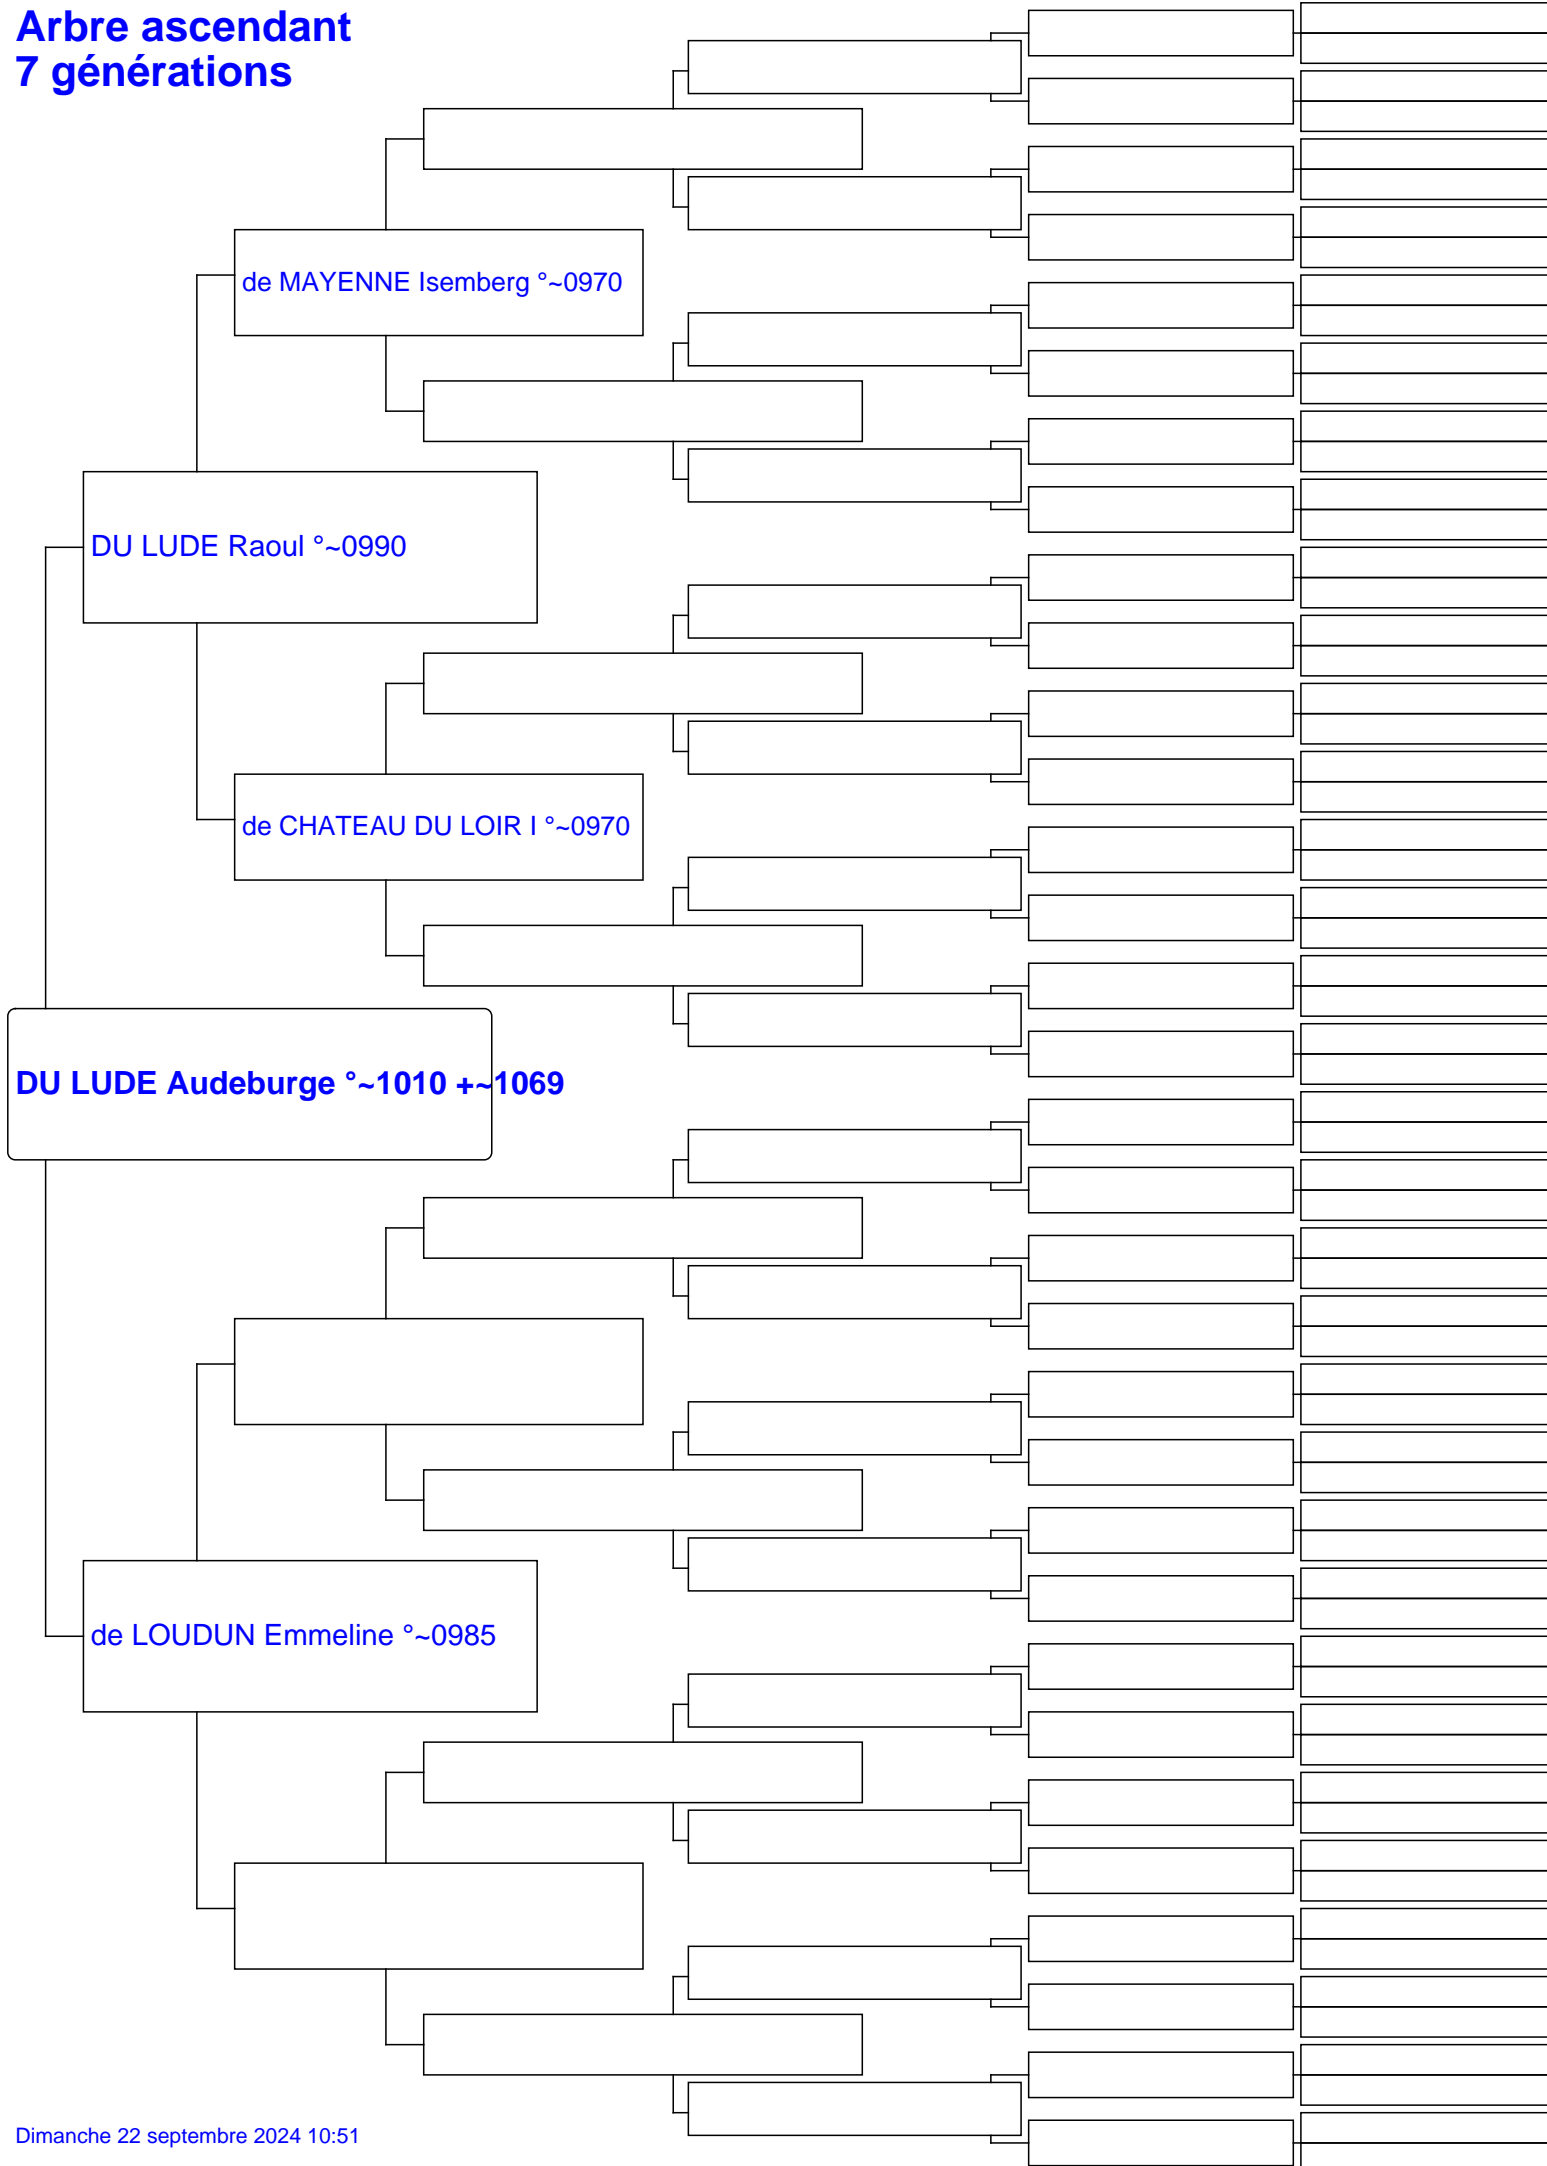 Arbre ascendant
7 générations
de MAYENNE Isemberg °~0970
DU LUDE Raoul °~0990
de CHATEAU DU LOIR I °~0970
DU LUDE Audeburge °~1010 +~1069
de LOUDUN Emmeline °~0985
Dimanche 22 septembre 2024 10:51